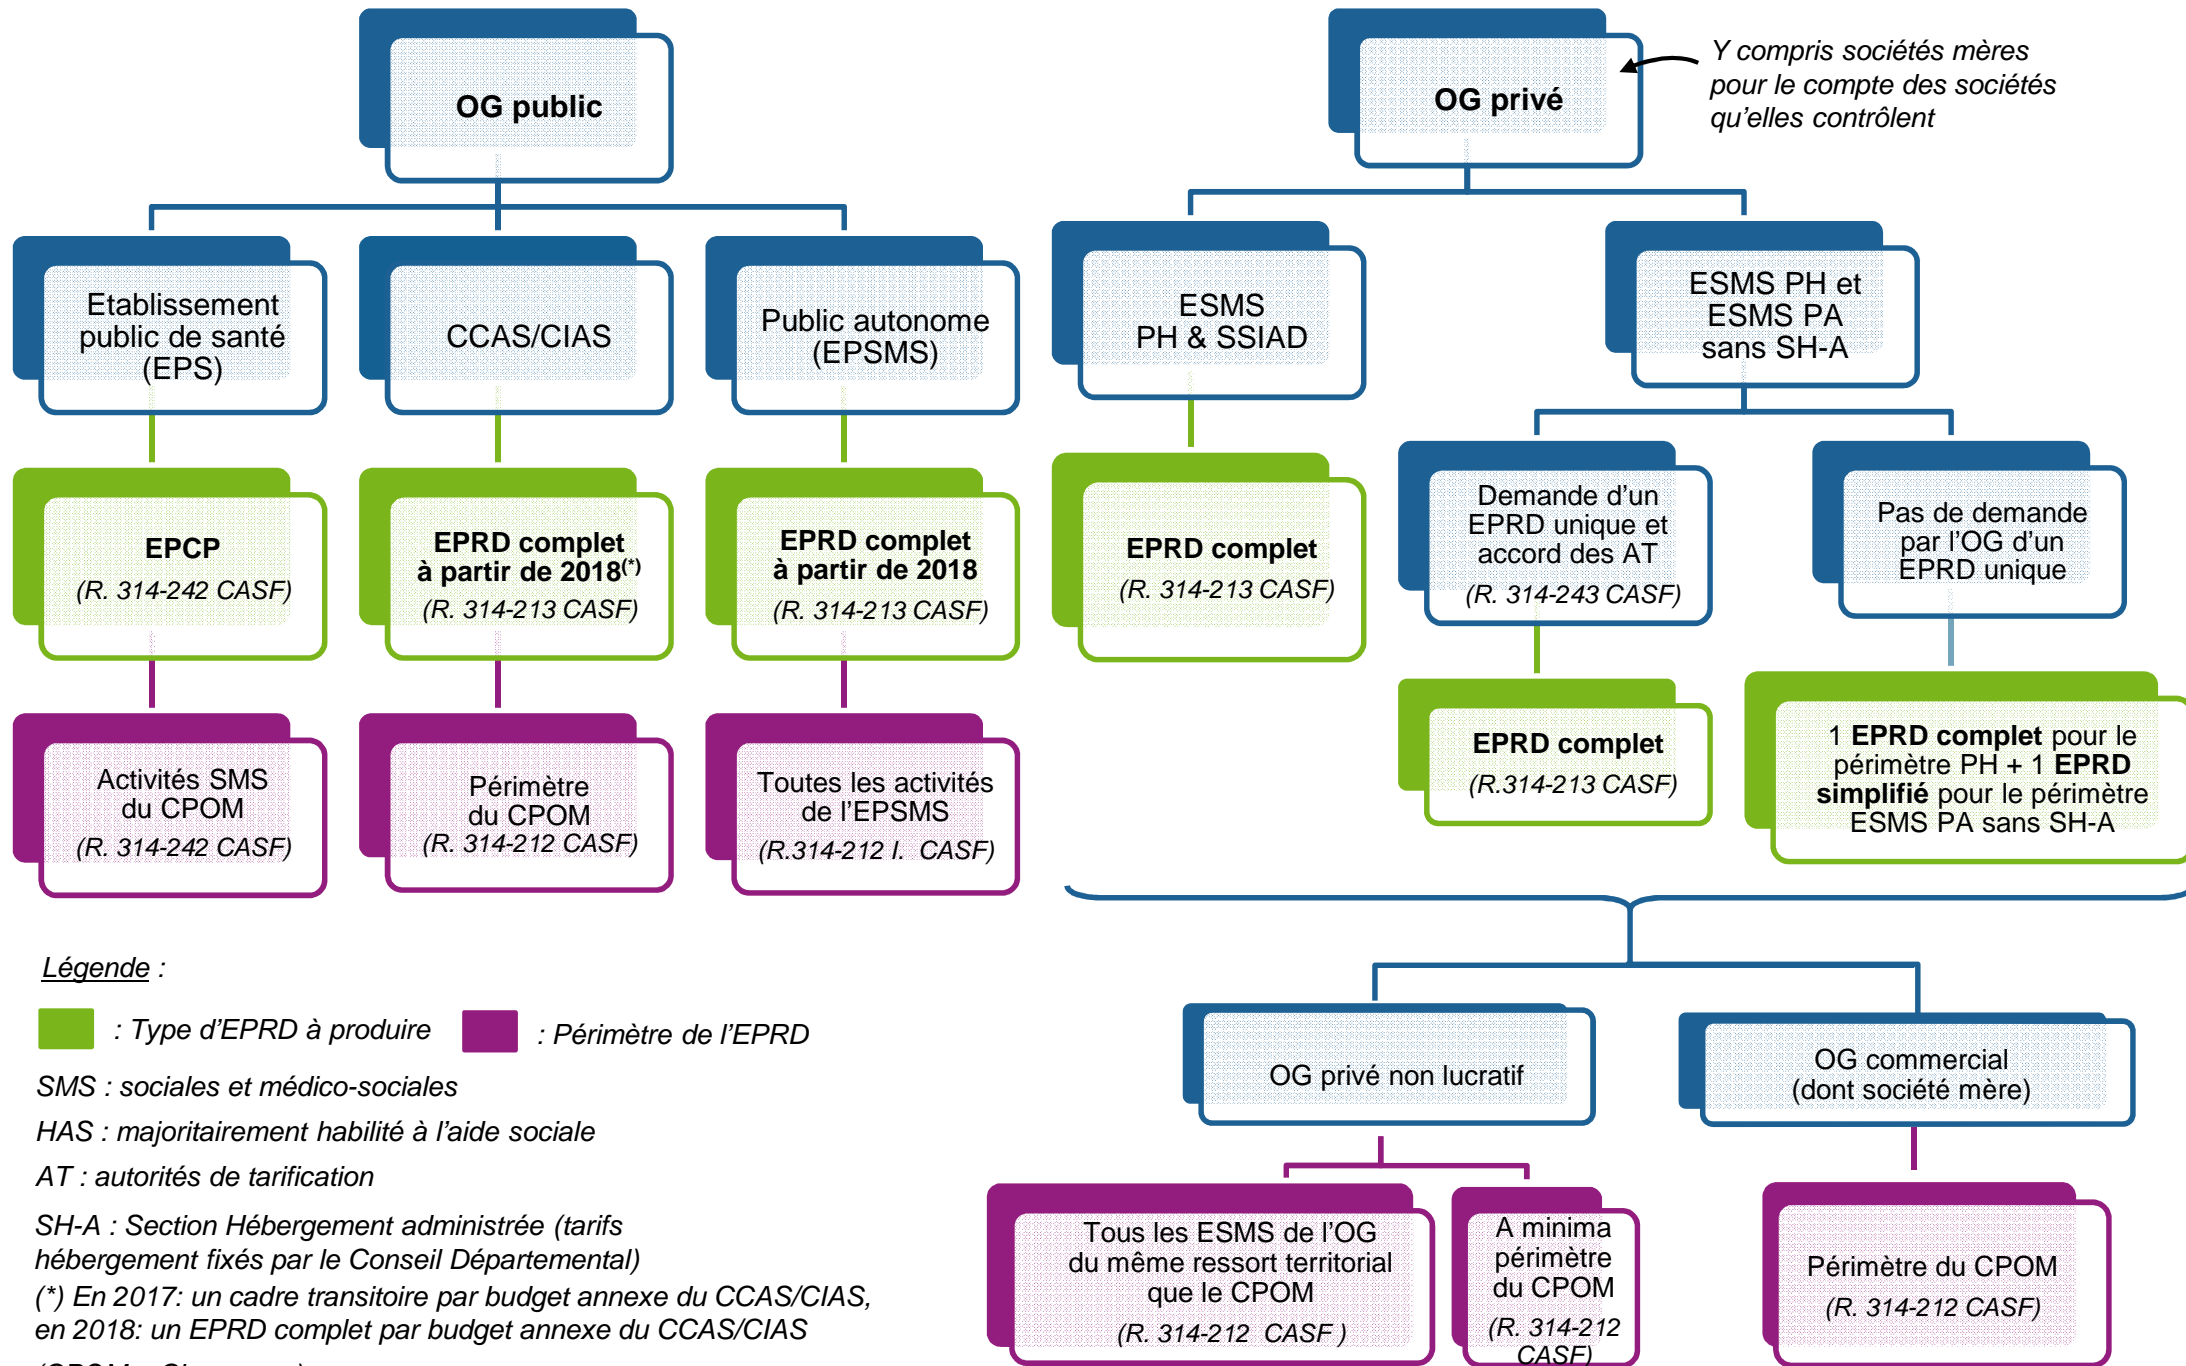 OG public
OG privé
Y compris sociétés mères
pour le compte des sociétés
qu'elles contrôlent
Etablissement
public de santé
(EPS)
CCAS/CIAS
Public autonome
(EPSMS)
ESMS
PH & SSIAD
ESMS PH et
ESMS PA
sans SH-A
EPCP
(R. 314-242 CASF)
EPRD complet
à partir de 2018(*)
(R. 314-213 CASF)
EPRD complet
à partir de 2018
(R. 314-213 CASF)
EPRD complet
(R. 314-213 CASF)
Demande d'un
EPRD unique et
accord des AT
(R. 314-243 CASF)
Pas de demande
par l'OG d'un
EPRD unique
Activités SMS
du CPOM
(R. 314-242 CASF)
Périmètre
du CPOM
(R. 314-212 CASF)
Toutes les activités
de l'EPSMS
(R.314-212 I. CASF)
EPRD complet
(R.314-213 CASF)
1 EPRD complet pour le
périmètre PH + 1 EPRD
simplifié pour le périmètre
ESMS PA sans SH-A
OG privé non lucratif
OG commercial
(dont société mère)
Tous les ESMS de l'OG
du même ressort territorial
que le CPOM
(R. 314-212 CASF )
A minima
périmètre
du CPOM
(R. 314-212
CASF)
Périmètre du CPOM
(R. 314-212 CASF)
Légende :
: Type d'EPRD à produire
: Périmètre de l'EPRD
SMS : sociales et médico-sociales
HAS : majoritairement habilité à l'aide sociale
AT : autorités de tarification
SH-A : Section Hébergement administrée (tarifs
hébergement fixés par le Conseil Départemental)
(*) En 2017: un cadre transitoire par budget annexe du CCAS/CIAS,
en 2018: un EPRD complet par budget annexe du CCAS/CIAS